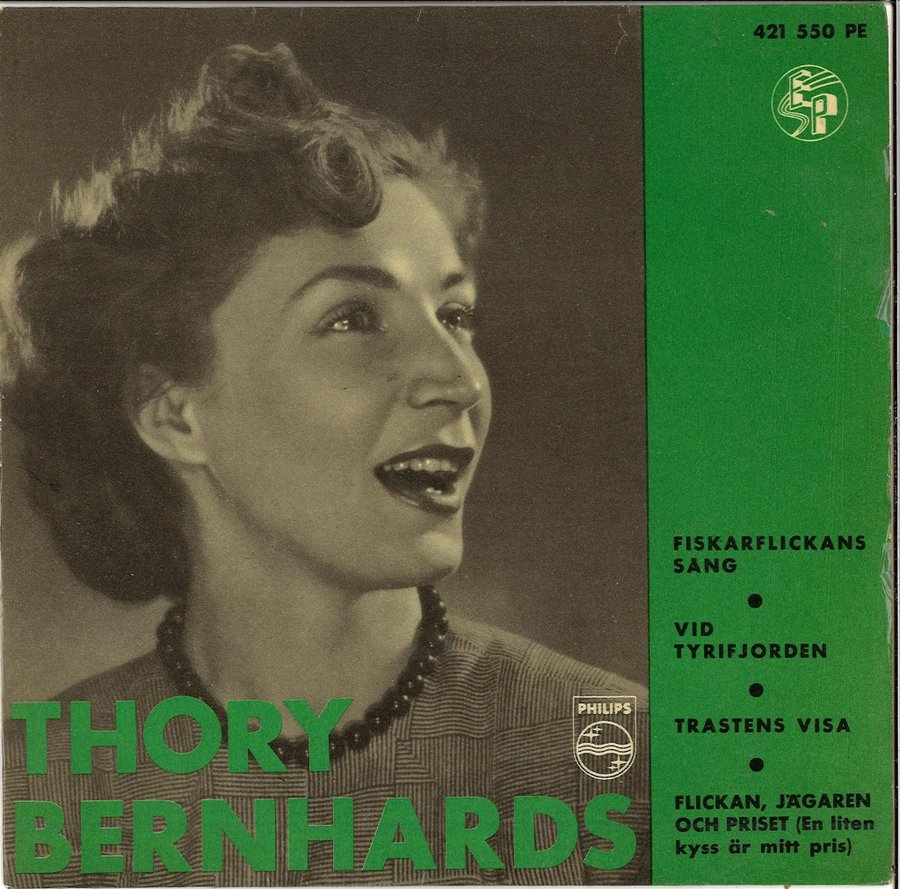 421 550 PE
EP
FISKARFLICKANS
SÅNG
VID
TYRIFJORDEN
TRASTENS VISA
FLICKAN, JÄGAREN
OCH PRISET (En liten
kyss är mitt pris)
PHILIPS
THORY
BERNHARDS